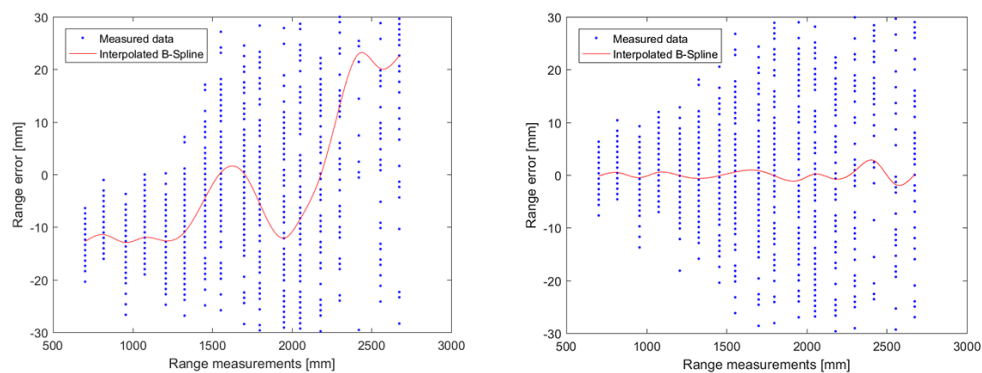 30
20
10
0
-10
-20
-30
Range error [mm]
Measured data
Interpolated B-Spline
500 1000 1500 2000 2500 3000
Range measurements [mm]
30
20
10
0
-10
-20
-30
Range error [mm]
Measured data
Interpolated B-Spline
500 1000 1500 2000 2500 3000
Range measurements [mm]